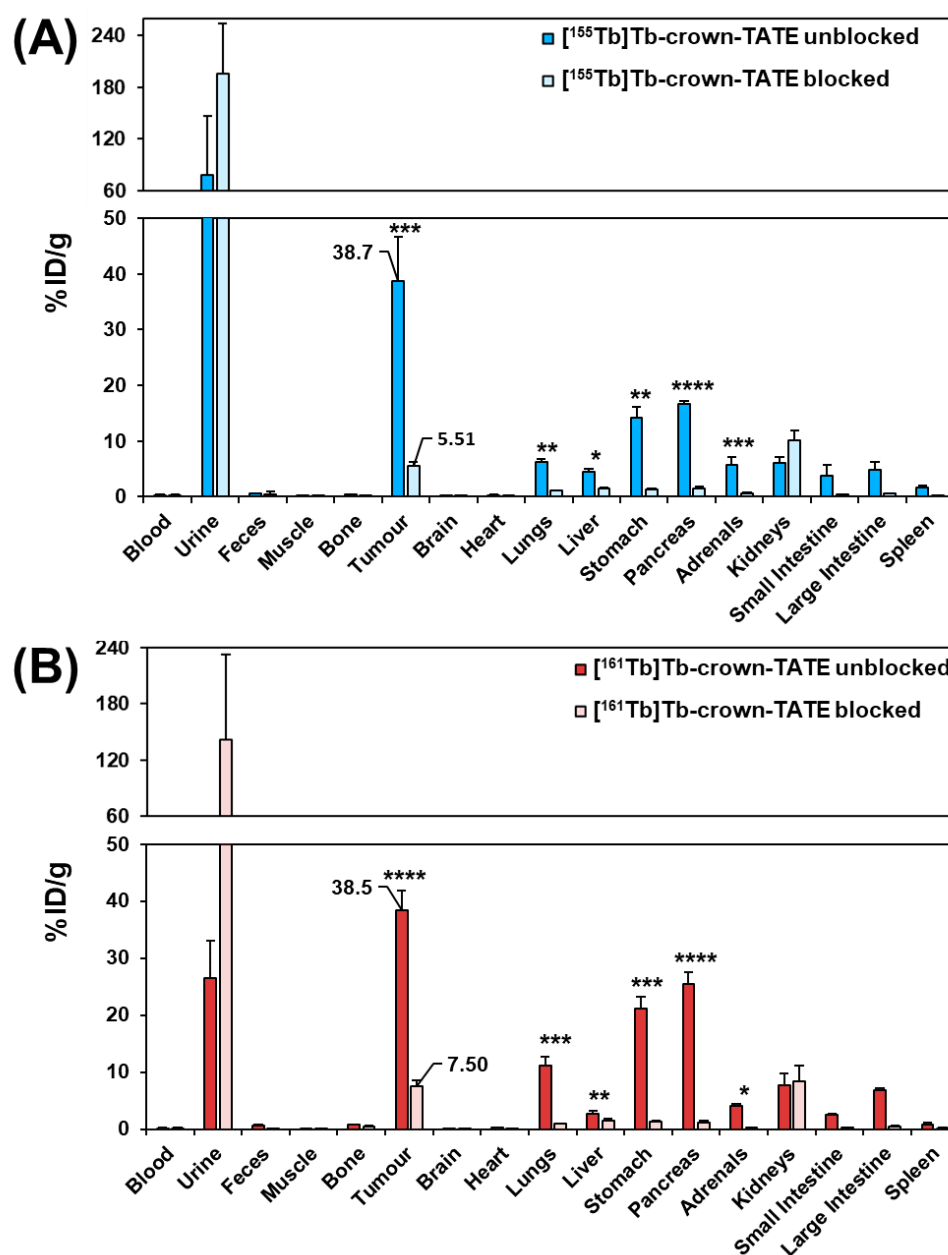 (A)
[¹⁵⁵Tb]Tb-crown-TATE unblocked
[¹⁵⁵Tb]Tb-crown-TATE blocked
240
180
120
60
50
40
30
20
10
0
%ID/g
***
38.7
5.51
**
*
**
****
***
Blood
Urine
Feces
Muscle
Bone
Tumour
Brain
Heart
Lungs
Liver
Stomach
Pancreas
Adrenals
Kidneys
Small Intestine
Large Intestine
Spleen
(B)
[¹⁶¹Tb]Tb-crown-TATE unblocked
[¹⁶¹Tb]Tb-crown-TATE blocked
240
180
120
60
50
40
30
20
10
0
%ID/g
****
38.5
7.50
***
**
***
****
*
Blood
Urine
Feces
Muscle
Bone
Tumour
Brain
Heart
Lungs
Liver
Stomach
Pancreas
Adrenals
Kidneys
Small Intestine
Large Intestine
Spleen